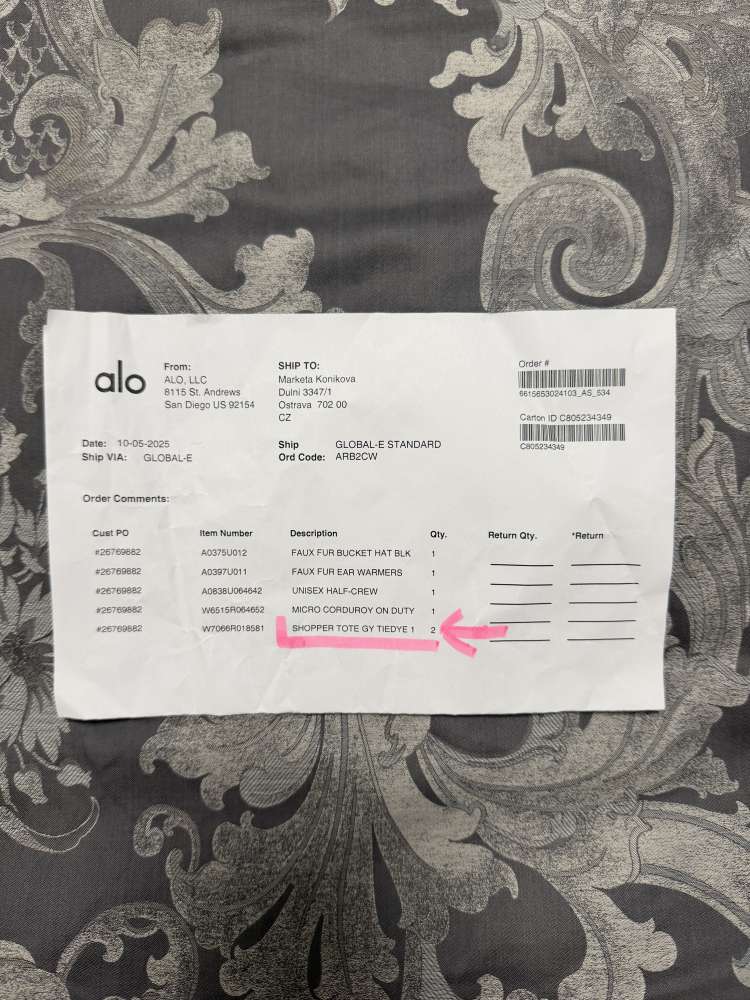 alo
From:
ALO, LLC
8115 St. Andrews
San Diego US 92154
SHIP TO:
Marketa Konikova
Dulni 3347/1
Ostrava 702 00
CZ
Order #
6615653024103_AS_534
Carton ID C805234349
C805234349
Date: 10-05-2025
Ship VIA: GLOBAL-E
Ship GLOBAL-E STANDARD
Ord Code: ARB2CW
Order Comments:
Cust PO Item Number Description Qty. Return Qty. *Return
#26769882 A0375U012 FAUX FUR BUCKET HAT BLK 1
#26769882 A0397U011 FAUX FUR EAR WARMERS 1
#26769882 A0838U064642 UNISEX HALF-CREW 1
#26769882 W6515R064652 MICRO CORDUROY ON DUTY 1
#26769882 W7066R018581 SHOPPER TOTE GY TIEDYE 1 2